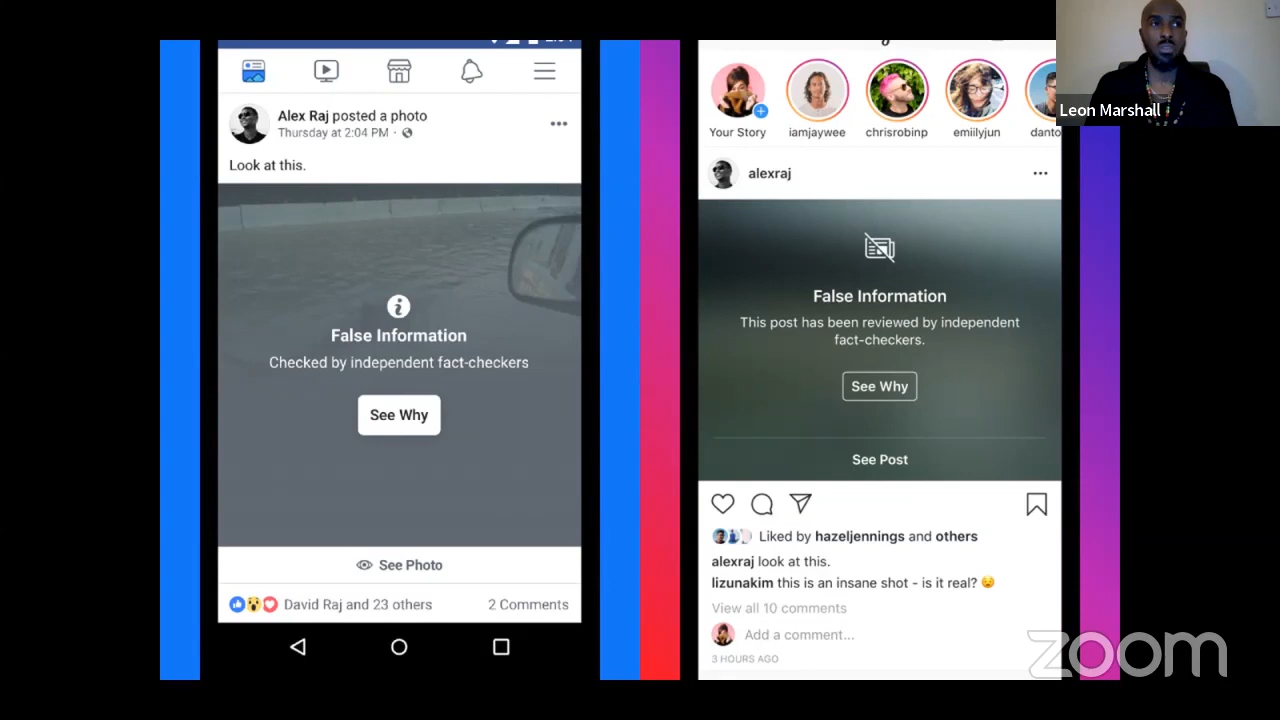 Alex Raj posted a photo
Thursday at 2:04 PM ·
Look at this.
False Information
Checked by independent fact-checkers
See Why
See Photo
David Raj and 23 others
2 Comments
Your Story
iamjaywee
chrisrobinp
emiilyjun
danto
alexraj
False Information
This post has been reviewed by independent
fact-checkers.
See Why
See Post
Liked by hazeljennings and others
alexraj look at this.
lizunakim this is an insane shot - is it real? 😧
View all 10 comments
Add a comment...
3 HOURS AGO
Leon Marshall
zoom